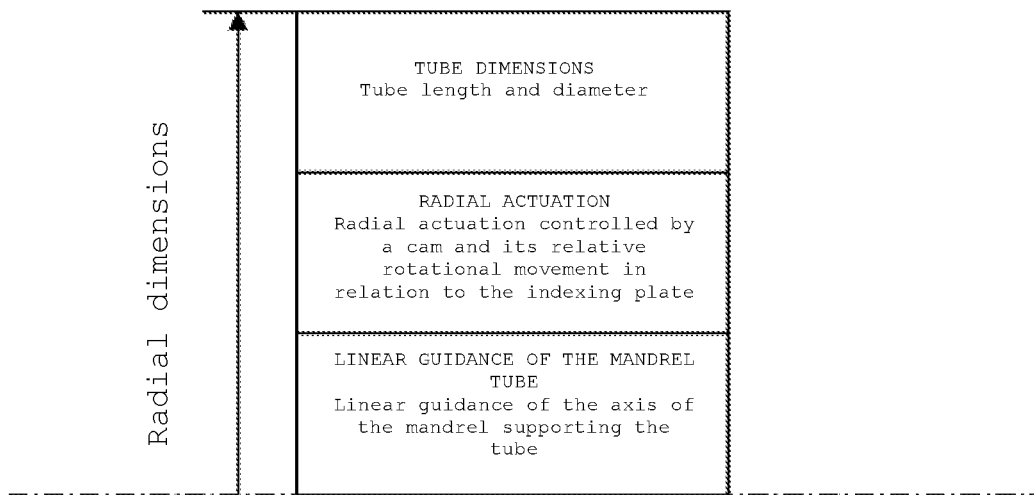 Radial dimensions
TUBE DIMENSIONS
Tube length and diameter
RADIAL ACTUATION
Radial actuation controlled by
a cam and its relative
rotational movement in
relation to the indexing plate
LINEAR GUIDANCE OF THE MANDREL
TUBE
Linear guidance of the axis of
the mandrel supporting the
tube